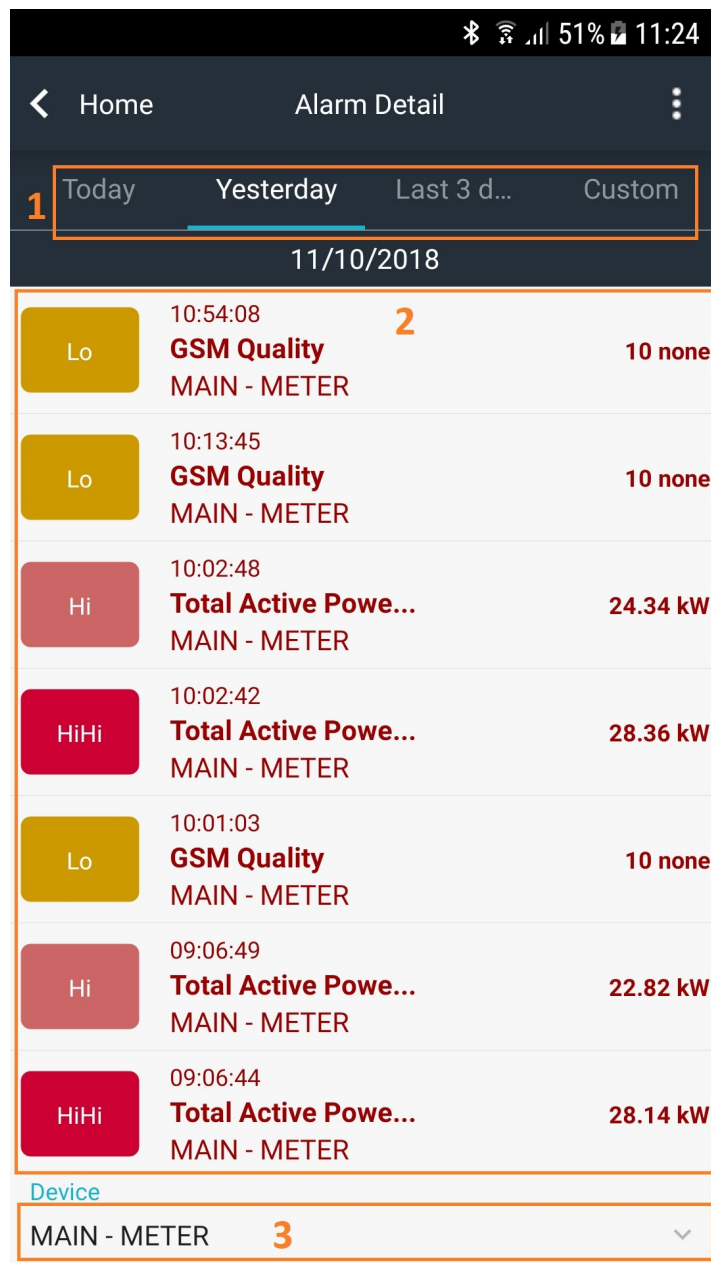 51% 11:24
Home Alarm Detail
1 Today Yesterday Last 3 d... Custom
11/10/2018
10:54:08 2
Lo GSM Quality 10 none
MAIN - METER
10:13:45
Lo GSM Quality 10 none
MAIN - METER
10:02:48
Hi Total Active Powe... 24.34 kW
MAIN - METER
10:02:42
HiHi Total Active Powe... 28.36 kW
MAIN - METER
10:01:03
Lo GSM Quality 10 none
MAIN - METER
09:06:49
Hi Total Active Powe... 22.82 kW
MAIN - METER
09:06:44
HiHi Total Active Powe... 28.14 kW
MAIN - METER
Device
MAIN - METER 3